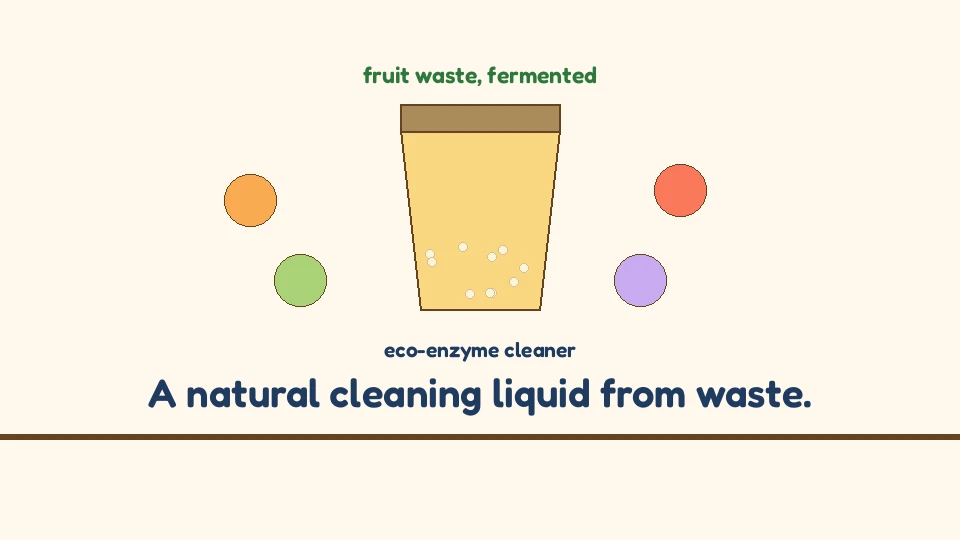 fruit waste, fermented
eco-enzyme cleaner
A natural cleaning liquid from waste.